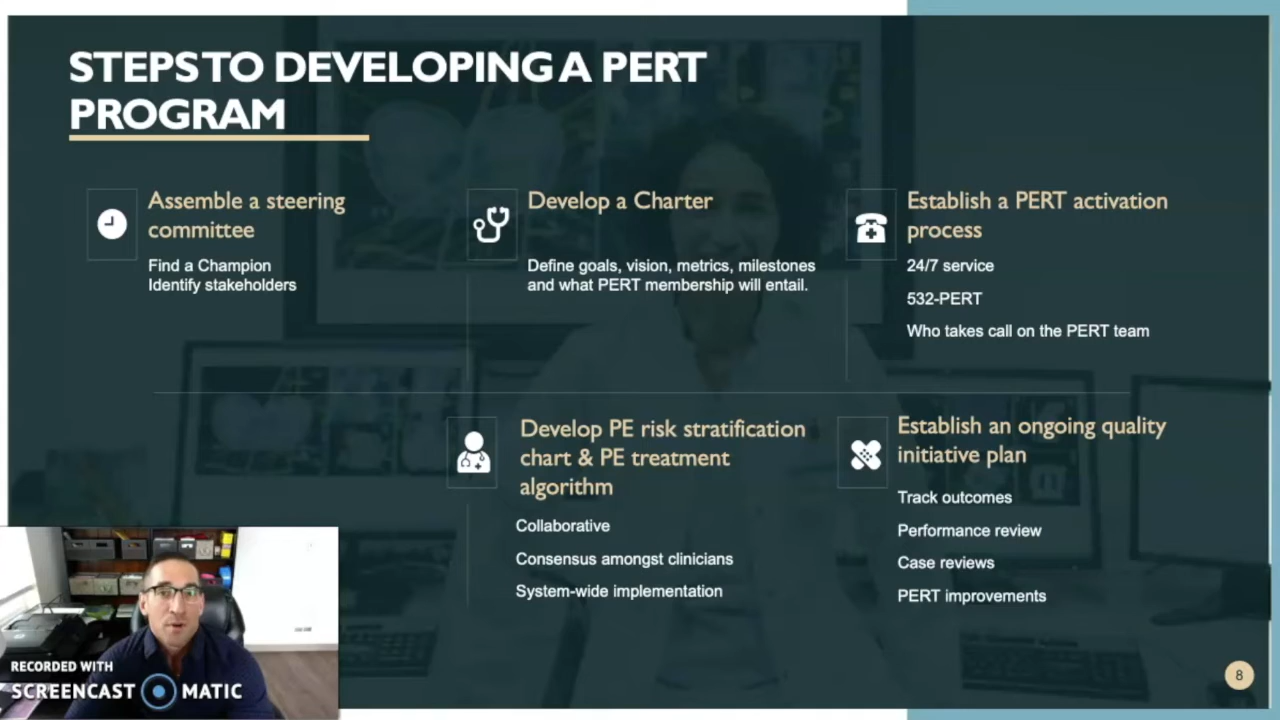 STEPS TO DEVELOPING A PERT
PROGRAM
Assemble a steering
committee
Find a Champion
Identify stakeholders
Develop a Charter
Define goals, vision, metrics, milestones
and what PERT membership will entail.
Establish a PERT activation
process
24/7 service
532-PERT
Who takes call on the PERT team
Develop PE risk stratification
chart & PE treatment
algorithm
Collaborative
Consensus amongst clinicians
System-wide implementation
Establish an ongoing quality
initiative plan
Track outcomes
Performance review
Case reviews
PERT improvements
RECORDED WITH
SCREENCAST MATIC
8